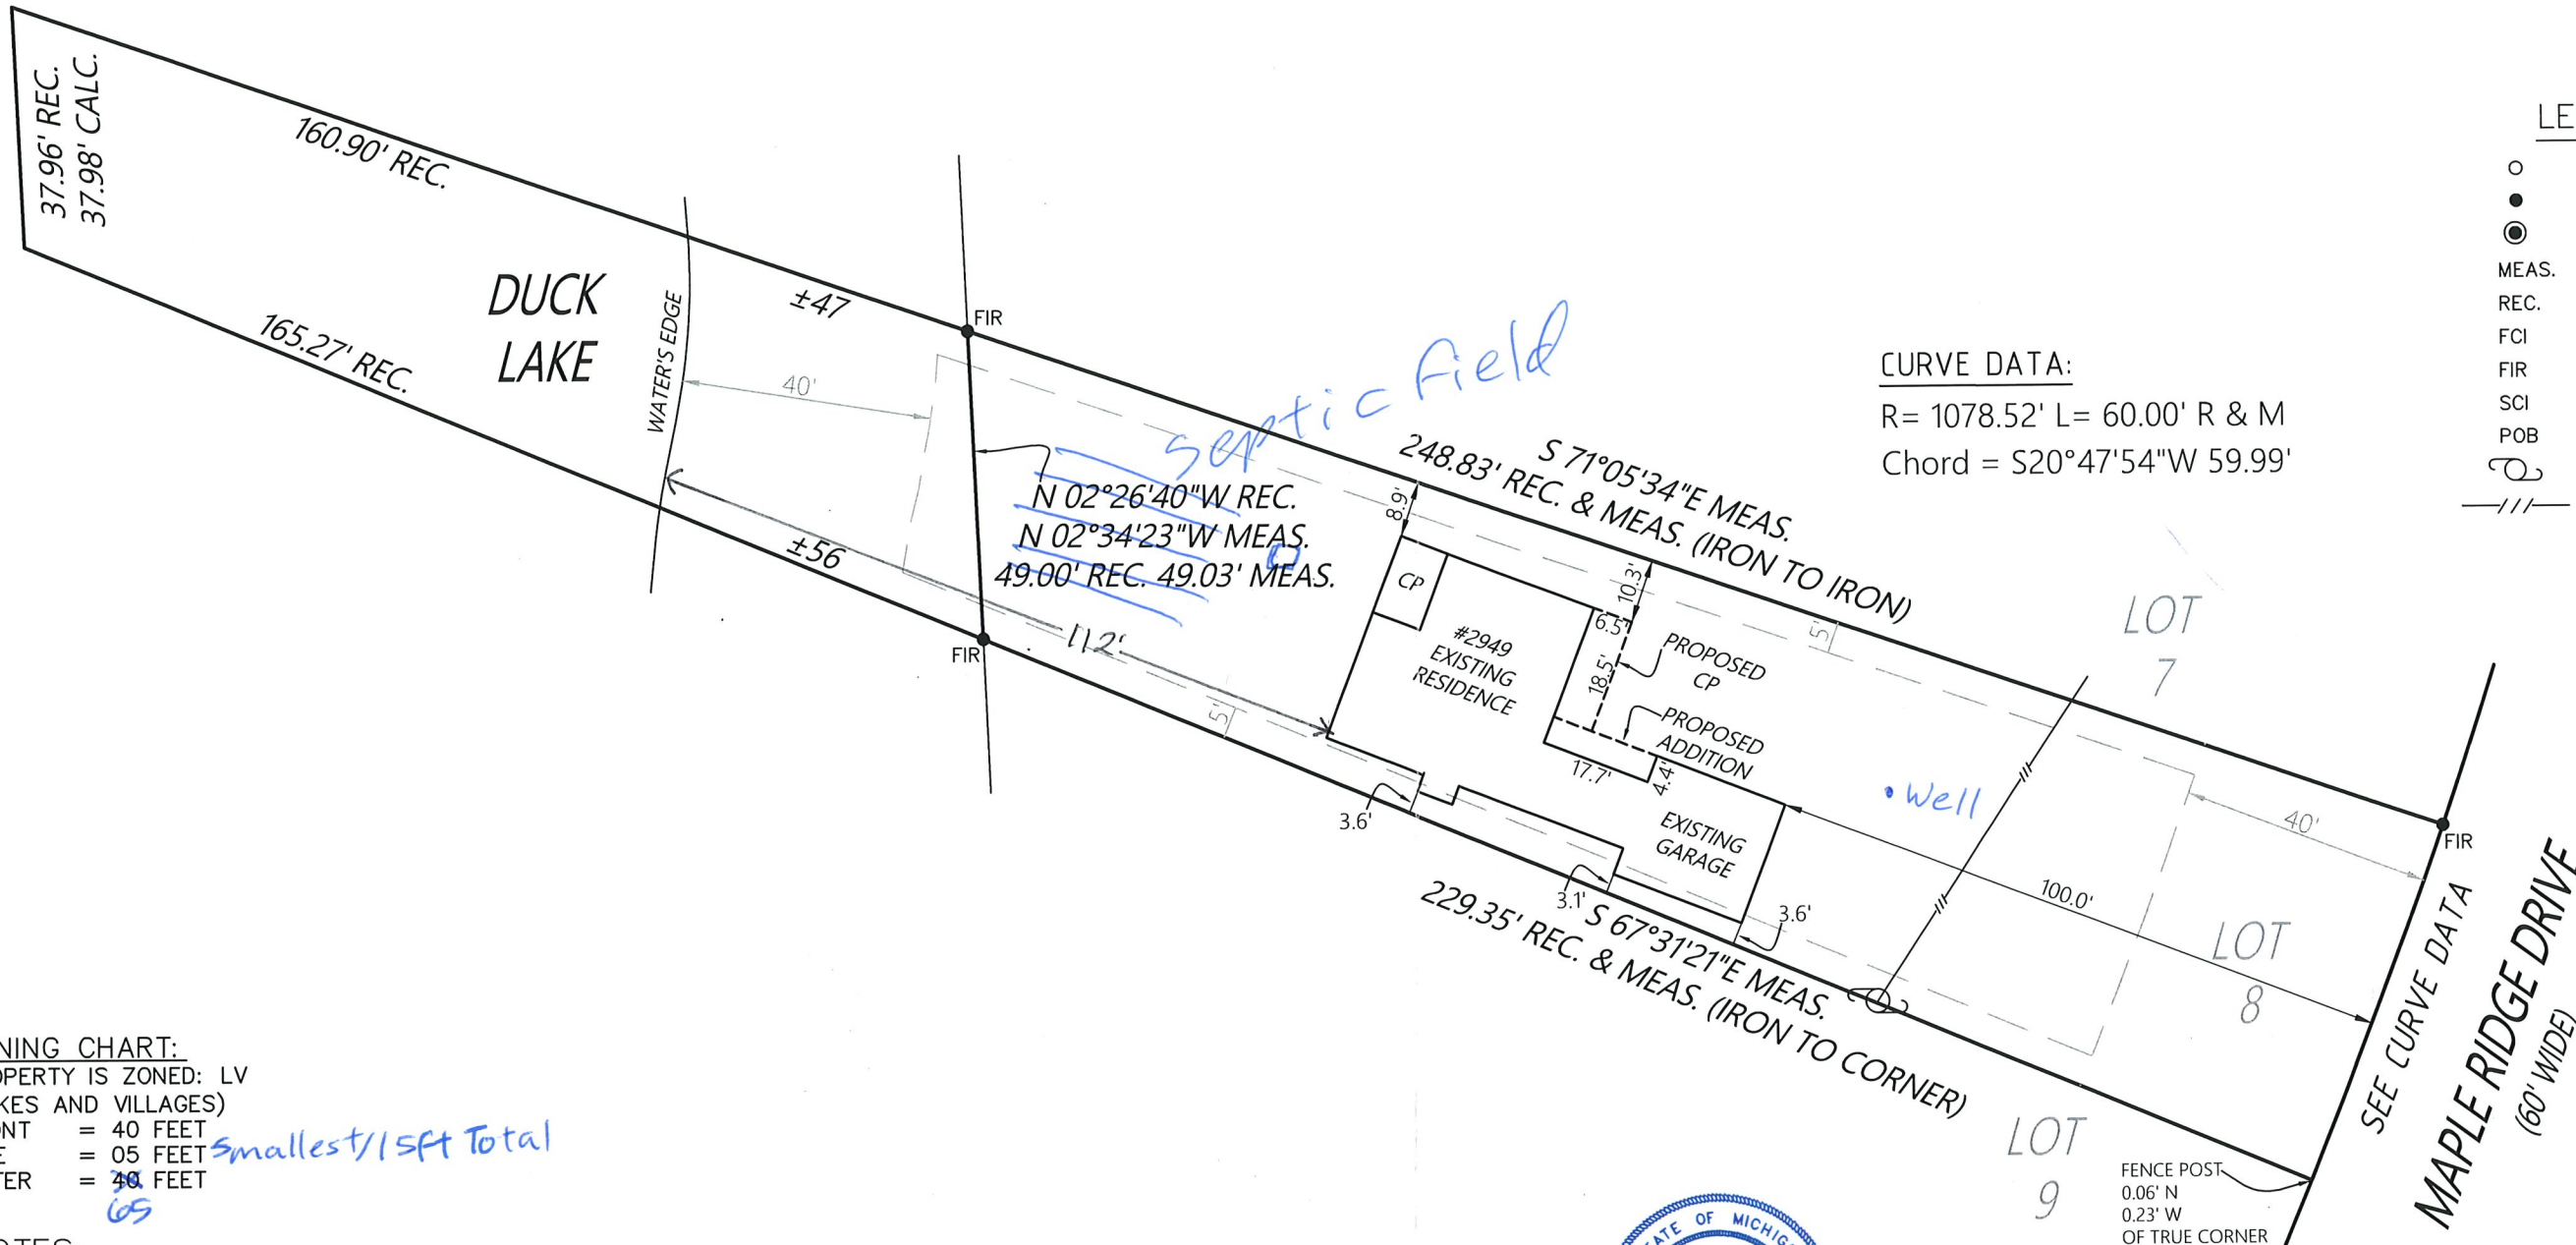 37.96' REC.
37.98' CALC.
160.90' REC.
165.27' REC.
DUCK
LAKE
WATER'S EDGE
±47
40'
±56
FIR
FIR
septic field
N 02°26'40"W REC.
N 02°34'23"W MEAS.
49.00' REC. 49.03' MEAS.
112'
5'
S 71°05'34"E MEAS.
248.83' REC. & MEAS. (IRON TO IRON)
8.9'
CP
#2949
EXISTING
RESIDENCE
10.3'
6.5'
18.5'
PROPOSED
CP
PROPOSED
ADDITION
17.7'
4.4'
5'
EXISTING
GARAGE
3.6'
3.1'
3.6'
S 67°31'21"E MEAS.
229.35' REC. & MEAS. (IRON TO CORNER)
CURVE DATA:
R= 1078.52' L= 60.00' R & M
Chord = S20°47'54"W 59.99'
LE
MEAS.
REC.
FCI
FIR
SCI
POB
LOT
7
Well
40'
FIR
100.0'
LOT
8
SEE CURVE DATA
MAPLE RIDGE DRIVE
(60' WIDE)
LOT
9
FENCE POST
0.06' N
0.23' W
OF TRUE CORNER
NING CHART:
OPERTY IS ZONED: LV
KES AND VILLAGES)
NT = 40 FEET
E = 05 FEET smallest/15ft Total
ER = 40 FEET
65
ATE OF MICHIG
OTES